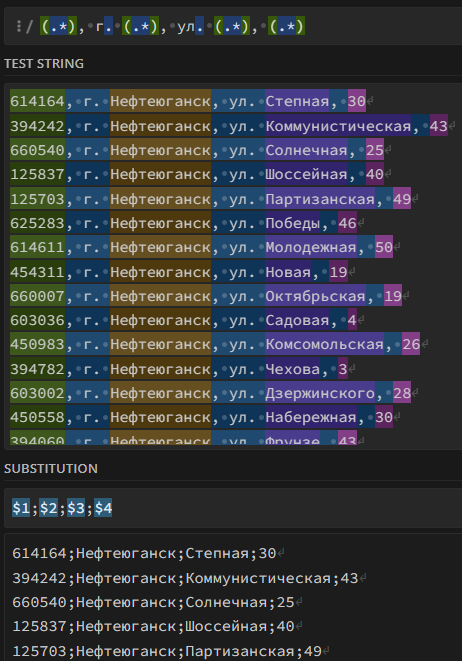 / (.*), г. (.*), ул. (.*), (.*)
TEST STRING
614164, г. Нефтеюганск, ул. Степная, 30
394242, г. Нефтеюганск, ул. Коммунистическая, 43
660540, г. Нефтеюганск, ул. Солнечная, 25
125837, г. Нефтеюганск, ул. Шоссейная, 40
125703, г. Нефтеюганск, ул. Партизанская, 49
625283, г. Нефтеюганск, ул. Победы, 46
614611, г. Нефтеюганск, ул. Молодежная, 50
454311, г. Нефтеюганск, ул. Новая, 19
660007, г. Нефтеюганск, ул. Октябрьская, 19
603036, г. Нефтеюганск, ул. Садовая, 4
450983, г. Нефтеюганск, ул. Комсомольская, 26
394782, г. Нефтеюганск, ул. Чехова, 3
603002, г. Нефтеюганск, ул. Дзержинского, 28
450558, г. Нефтеюганск, ул. Набережная, 30
394060, г. Нефтеюганск, ул. Фрунзе, 43
SUBSTITUTION
$1;$2;$3;$4
614164;Нефтеюганск;Степная;30
394242;Нефтеюганск;Коммунистическая;43
660540;Нефтеюганск;Солнечная;25
125837;Нефтеюганск;Шоссейная;40
125703;Нефтеюганск;Партизанская;49